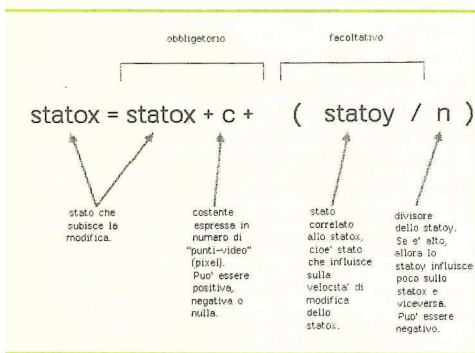 obbligatorio
facoltativo
statox = statox + c + ( statoy / n )
stato che
subisce la
modifica.
costante
espressa in
numero di
"punti-video"
(pixel).
Puo' essere
positiva,
negativa o
nulla.
stato
correlato
allo statox,
cioe' stato
che influisce
sulla
velocita' di
modifica
dello
statox.
divisore
dello statoy.
Se e' alto,
allora lo
statoy influisce
poco sullo
statox e
viceversa.
Puo' essere
negativo.